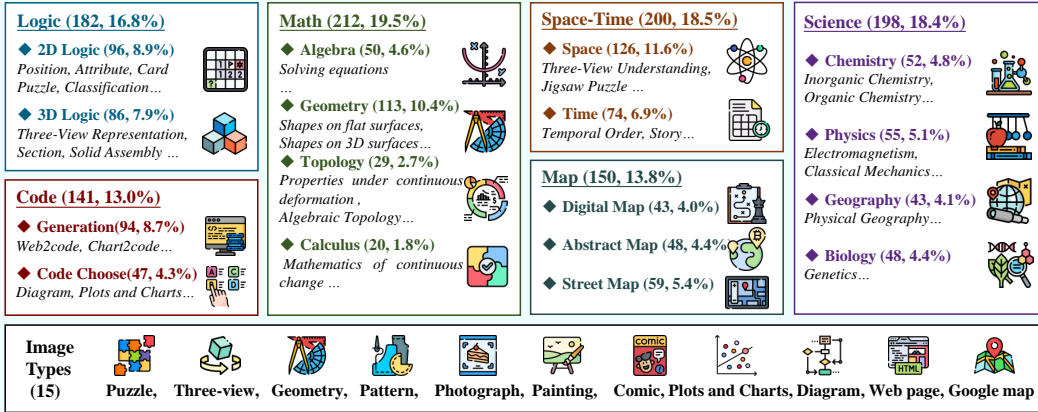 Logic (182, 16.8%)
◆ 2D Logic (96, 8.9%)
Position, Attribute, Card
Puzzle, Classification…
◆ 3D Logic (86, 7.9%)
Three-View Representation,
Section, Solid Assembly …
Code (141, 13.0%)
◆ Generation(94, 8.7%)
Web2code, Chart2code…
◆ Code Choose(47, 4.3%)
Diagram, Plots and Charts…
A C
D
Math (212, 19.5%)
◆ Algebra (50, 4.6%)
Solving equations
…
◆ Geometry (113, 10.4%)
Shapes on flat surfaces,
Shapes on 3D surfaces…
◆ Topology (29, 2.7%)
Properties under continuous
deformation ,
Algebraic Topology…
◆ Calculus (20, 1.8%)
Mathematics of continuous
change …
Space-Time (200, 18.5%)
◆ Space (126, 11.6%)
Three-View Understanding,
Jigsaw Puzzle …
◆ Time (74, 6.9%)
Temporal Order, Story…
Map (150, 13.8%)
◆ Digital Map (43, 4.0%)
◆ Abstract Map (48, 4.4%)
◆ Street Map (59, 5.4%)
Science (198, 18.4%)
◆ Chemistry (52, 4.8%)
Inorganic Chemistry,
Organic Chemistry…
◆ Physics (55, 5.1%)
Electromagnetism,
Classical Mechanics…
◆ Geography (43, 4.1%)
Physical Geography…
◆ Biology (48, 4.4%)
Genetics…
Image
Types
(15)
comic
HTML
Puzzle, Three-view, Geometry, Pattern, Photograph, Painting, Comic, Plots and Charts, Diagram, Web page, Google map